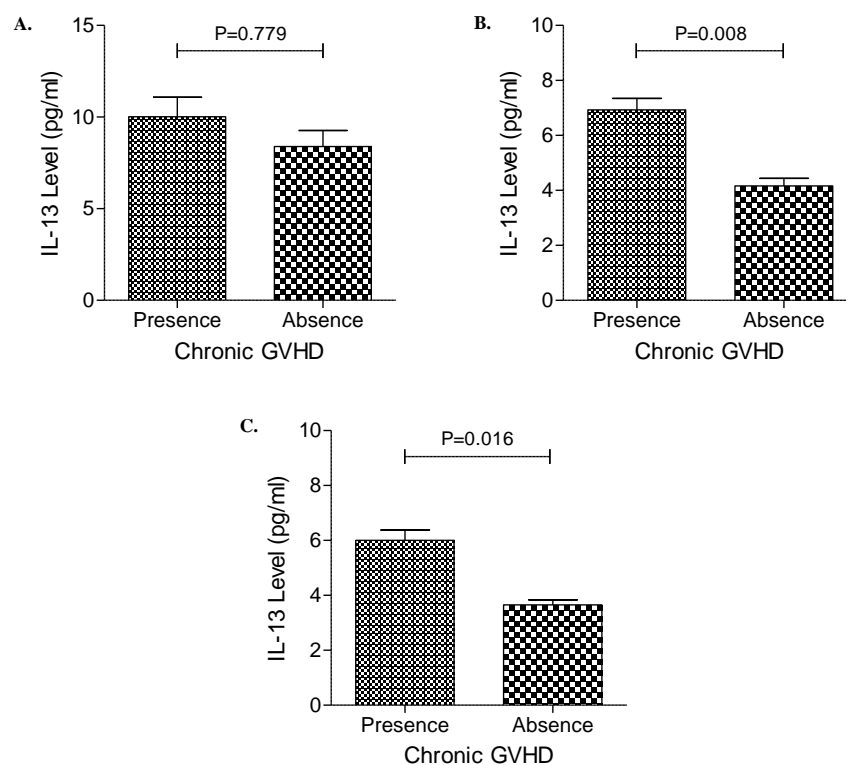 A.
P=0.779
IL-13 Level (pg/ml)
15
10
5
0
Presence Absence
Chronic GVHD
B.
P=0.008
IL-13 Level (pg/ml)
10
8
6
4
2
0
Presence Absence
Chronic GVHD
C.
P=0.016
IL-13 Level (pg/ml)
10
8
6
4
2
0
Presence Absence
Chronic GVHD